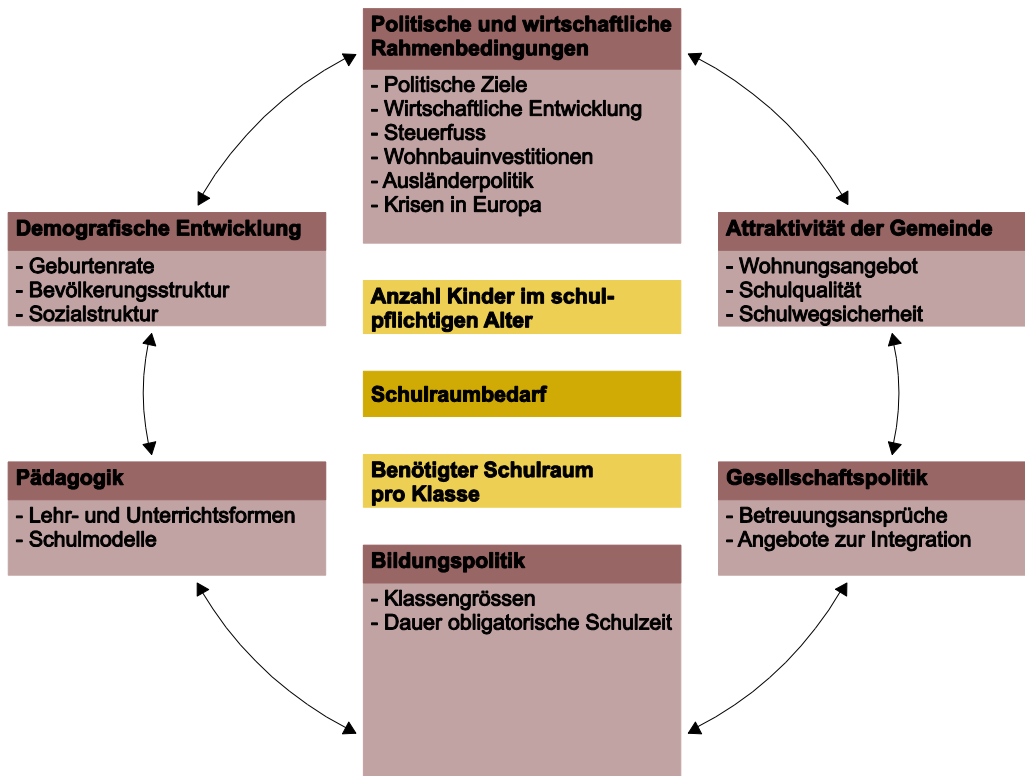 Politische und wirtschaftliche
Rahmenbedingungen
- Politische Ziele
- Wirtschaftliche Entwicklung
- Steuerfuss
- Wohnbauinvestitionen
- Ausländerpolitik
- Krisen in Europa
Demografische Entwicklung
- Geburtenrate
- Bevölkerungsstruktur
- Sozialstruktur
Attraktivität der Gemeinde
- Wohnungsangebot
- Schulqualität
- Schulwegsicherheit
Anzahl Kinder im schul-
pflichtigen Alter
Schulraumbedarf
Benötigter Schulraum
pro Klasse
Pädagogik
- Lehr- und Unterrichtsformen
- Schulmodelle
Gesellschaftspolitik
- Betreuungsansprüche
- Angebote zur Integration
Bildungspolitik
- Klassengrössen
- Dauer obligatorische Schulzeit